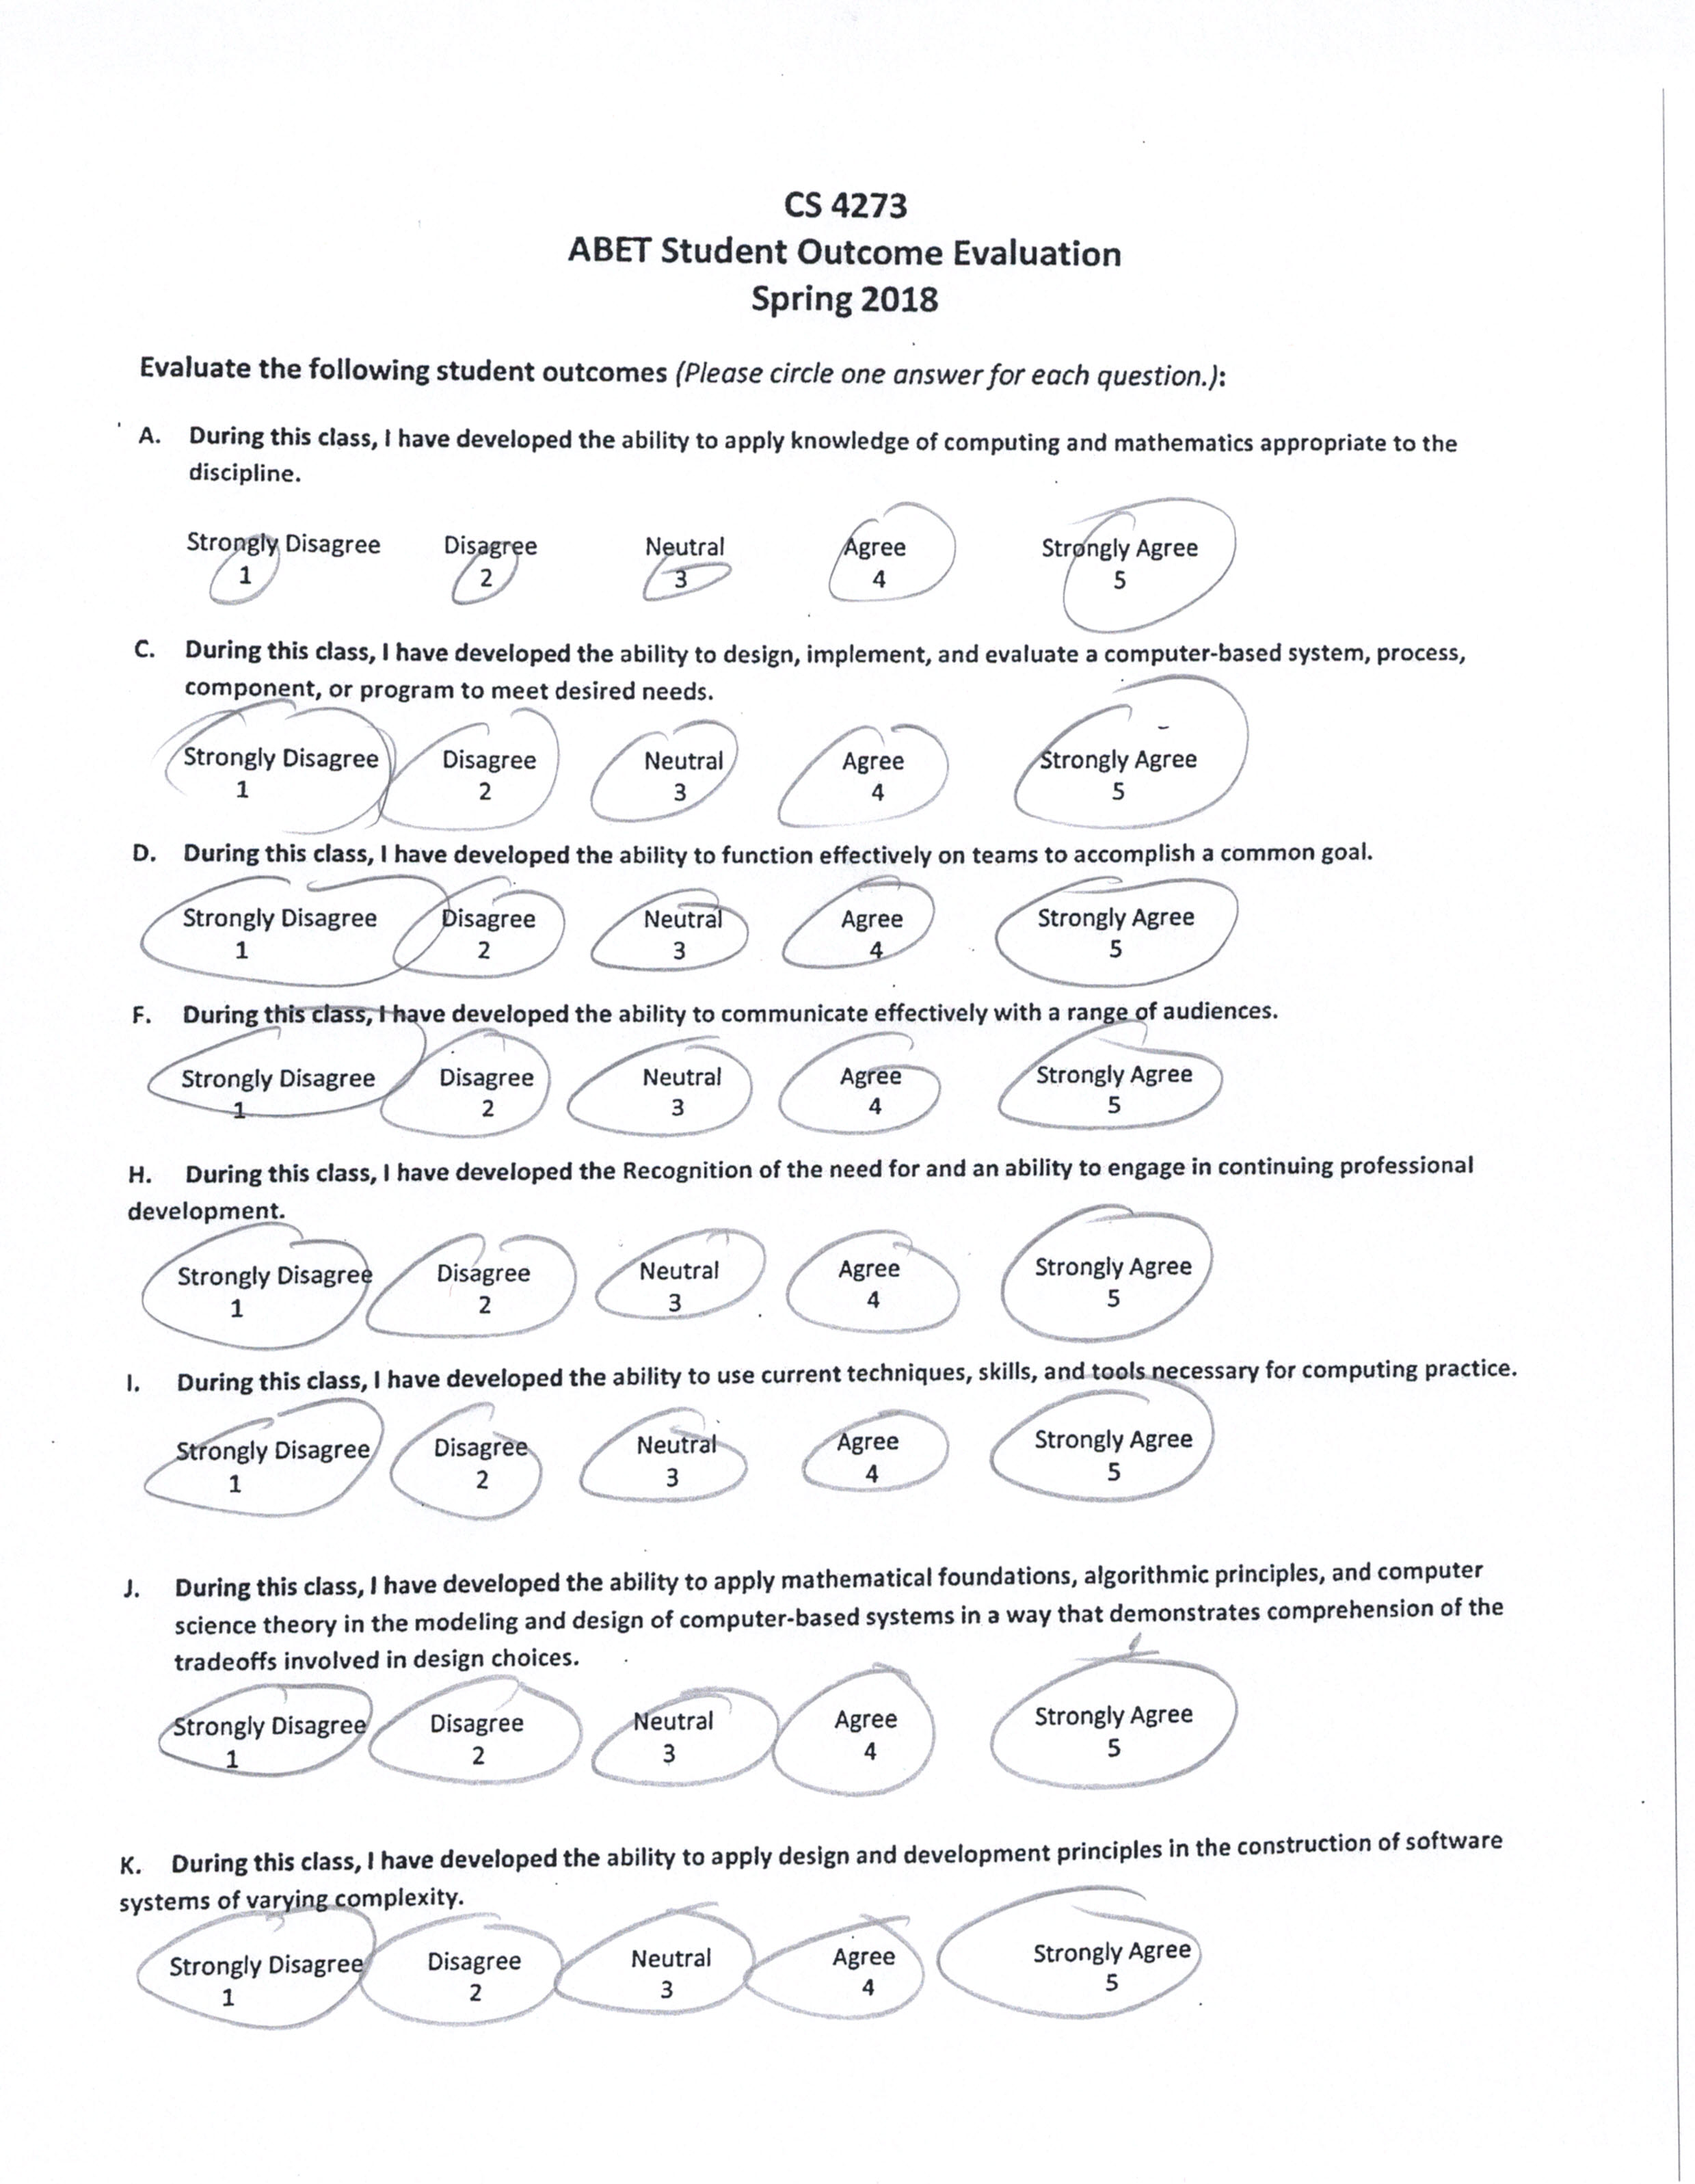 CS 4273
ABET Student Outcome Evaluation
Spring 2018
Evaluate the following student outcomes (Please circle one answer for each question.):
A. During this class, I have developed the ability to apply knowledge of computing and mathematics appropriate to the
discipline.
Strongly Disagree Disagree Neutral Agree Strongly Agree
1 2 3 4 5
C. During this class, I have developed the ability to design, implement, and evaluate a computer-based system, process,
component, or program to meet desired needs.
Strongly Disagree Disagree Neutral Agree Strongly Agree
1 2 3 4 5
D. During this class, I have developed the ability to function effectively on teams to accomplish a common goal.
Strongly Disagree Disagree Neutral Agree Strongly Agree
1 2 3 4 5
F. During this class, I have developed the ability to communicate effectively with a range of audiences.
Strongly Disagree Disagree Neutral Agree Strongly Agree
1 2 3 4 5
H. During this class, I have developed the Recognition of the need for and an ability to engage in continuing professional
development.
Strongly Disagree Disagree Neutral Agree Strongly Agree
1 2 3 4 5
I. During this class, I have developed the ability to use current techniques, skills, and tools necessary for computing practice.
Strongly Disagree Disagree Neutral Agree Strongly Agree
1 2 3 4 5
J. During this class, I have developed the ability to apply mathematical foundations, algorithmic principles, and computer
science theory in the modeling and design of computer-based systems in a way that demonstrates comprehension of the
tradeoffs involved in design choices.
Strongly Disagree Disagree Neutral Agree Strongly Agree
1 2 3 4 5
K. During this class, I have developed the ability to apply design and development principles in the construction of software
systems of varying complexity.
Strongly Disagree Disagree Neutral Agree Strongly Agree
1 2 3 4 5